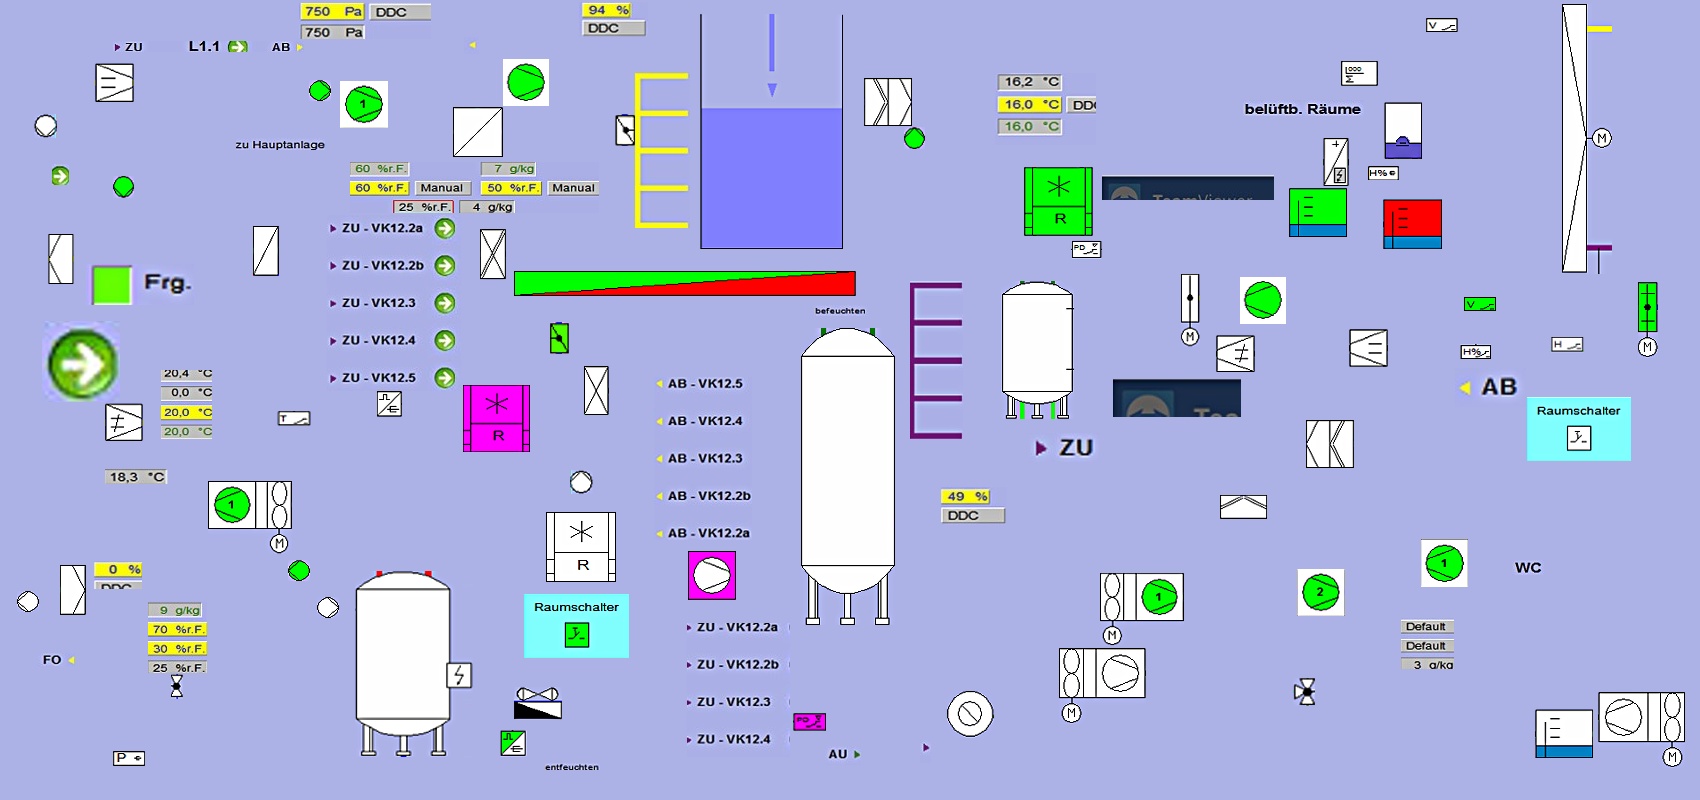 750 Pa DDC
750 Pa
94 %
DDC
ZU L1.1 AB
V
1000
Σ
16,2 °C
16,0 °C
16,0 °C
belüftb. Räume
1
M
zu Hauptanlage
60 %r.F. 7 g/kg
60 %r.F. Manual 50 %r.F. Manual
25 %r.F. 4 g/kg
R
TeamViewer
H%
PD
ZU - VK12.2a
ZU - VK12.2b
ZU - VK12.3
ZU - VK12.4
ZU - VK12.5
Frg.
befeuchten
M
V
M
H%
H
20,4 °C
0,0 °C
20,0 °C
20,0 °C
T
R
AB - VK12.5
AB - VK12.4
AB - VK12.3
AB - VK12.2b
AB - VK12.2a
AB
Raumschalter
ZU
18,3 °C
1
M
49 %
DDC
R
0 %
DDC
1
WC
2
1
M
9 g/kg
70 %r.F.
30 %r.F.
25 %r.F.
Raumschalter
Default
Default
3 g/kg
FO
ZU - VK12.2a
ZU - VK12.2b
ZU - VK12.3
ZU - VK12.4
M
PD
M
P
AU
entfeuchten